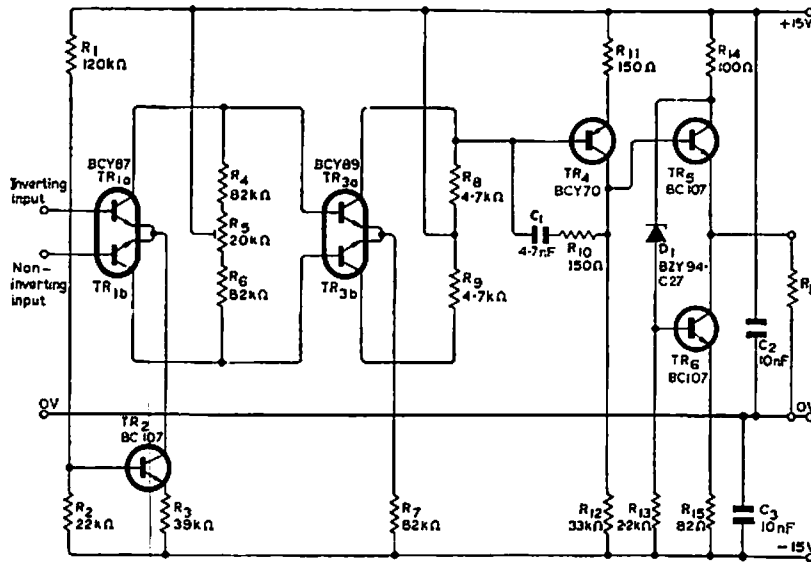 +15V
R1
120kΩ
R11
150Ω
R14
100Ω
BCY87
TR1a
Inverting
input
Non-
inverting
input
TR1b
R4
82kΩ
R5
20kΩ
R6
82kΩ
BCY89
TR3a
TR3b
R8
4·7kΩ
R9
4·7kΩ
C1
4·7nF
R10
150Ω
TR4
BCY70
TR5
BC107
D1
BZY94-
C27
TR6
BC107
C2
10nF
0V
0V
TR2
BC107
R2
22kΩ
R3
39kΩ
R7
82kΩ
R12
33kΩ
R13
R15
82Ω
C3
10nF
-15V